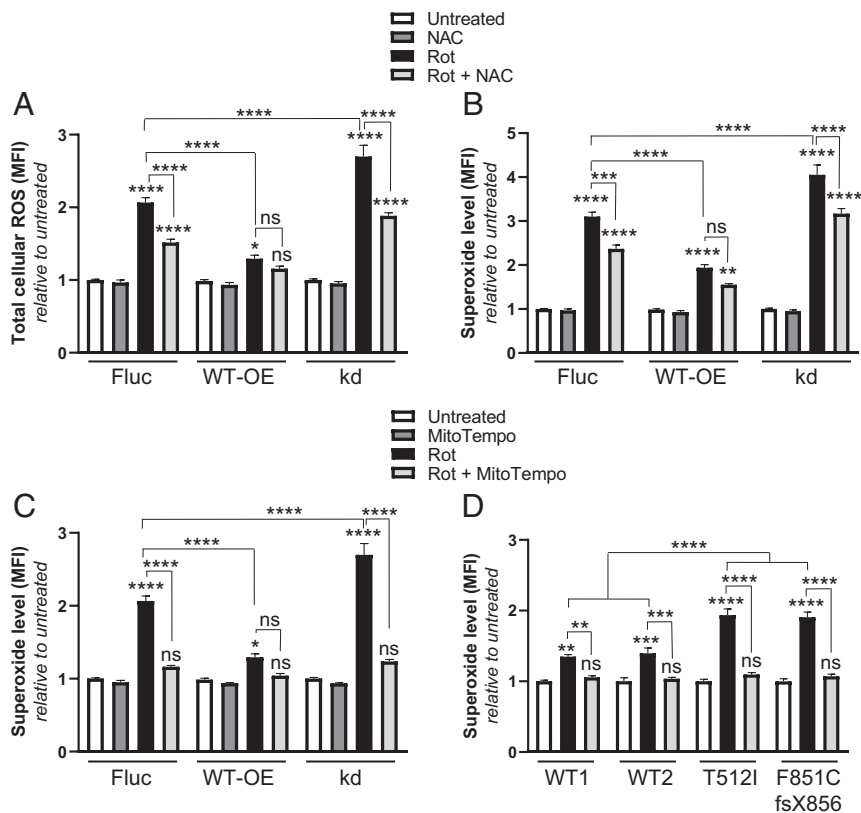 Untreated
NAC
Rot
Rot + NAC
A
Total cellular ROS (MFI)
relative to untreated
3
2
1
0
****
****
****
****
****
****
****
****
*
ns
ns
****
Fluc
WT-OE
kd
B
Superoxide level (MFI)
relative to untreated
5
4
3
2
1
0
****
****
****
****
***
****
****
****
ns
****
**
Fluc
WT-OE
kd
Untreated
MitoTempo
Rot
Rot + MitoTempo
C
Superoxide level (MFI)
relative to untreated
3
2
1
0
****
****
****
****
****
****
ns
*
ns
ns
ns
Fluc
WT-OE
kd
D
Superoxide level (MFI)
relative to untreated
3
2
1
0
****
**
***
****
****
**
***
****
****
ns
ns
ns
ns
WT1
WT2
T512I
F851C
fsX856